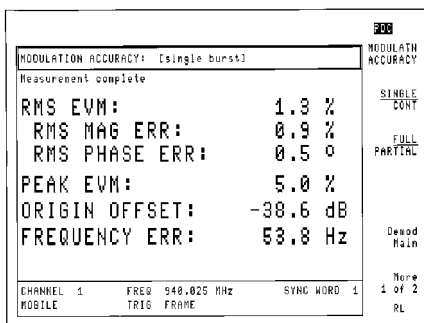 PDC
MODULATION ACCURACY: [single burst]
Measurement complete
RMS EVM: 1.3 %
RMS MAG ERR: 0.9 %
RMS PHASE ERR: 0.5 º
PEAK EVM: 5.0 %
ORIGIN OFFSET: -38.6 dB
FREQUENCY ERR: 53.8 Hz
CHANNEL 1 FREQ 940.025 MHz SYNC WORD 1
MOBILE TRIG FRAME
MODULATN
ACCURACY
SINGLE
CONT
FULL
PARTIAL
Demod
Main
More
1 of 2
RL